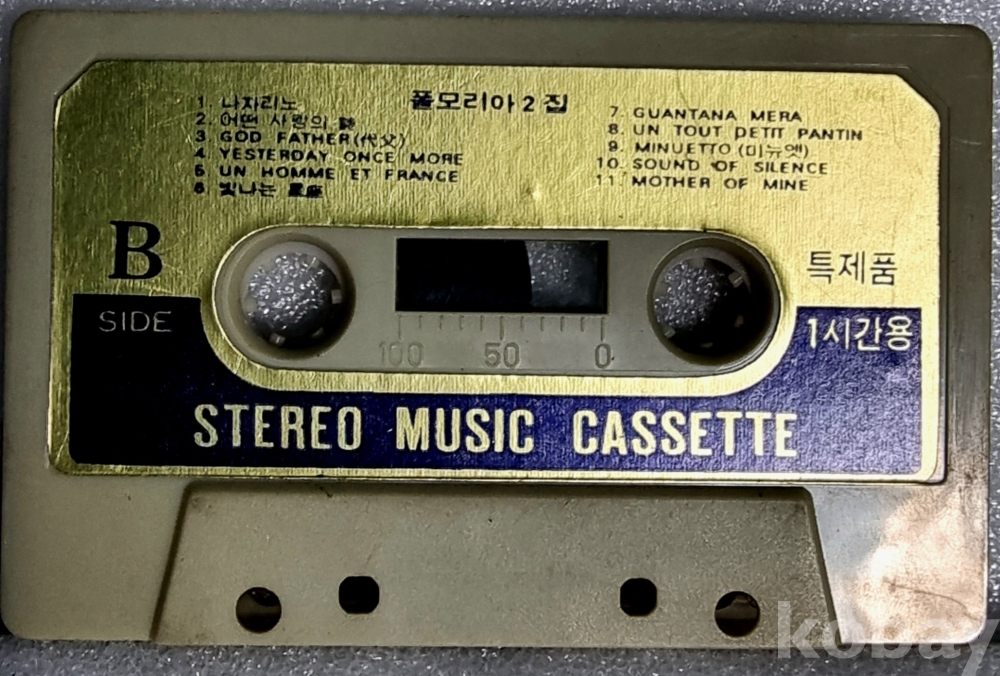 폴모리아 2 집
1. 나자리노
2. 어떤 사랑의 詩
3 GOD FATHER (代父)
4. YESTERDAY ONCE MORE
5 UN HOMME ET FRANCE
6 빛나는 星座
7. GUANTANA MERA
8. UN TOUT PETIT PANTIN
9. MINUETTO (미뉴엣)
10. SOUND OF SILENCE
11. MOTHER OF MINE
B
SIDE
특제품
1시간용
100 50 0
STEREO MUSIC CASSETTE
kobay